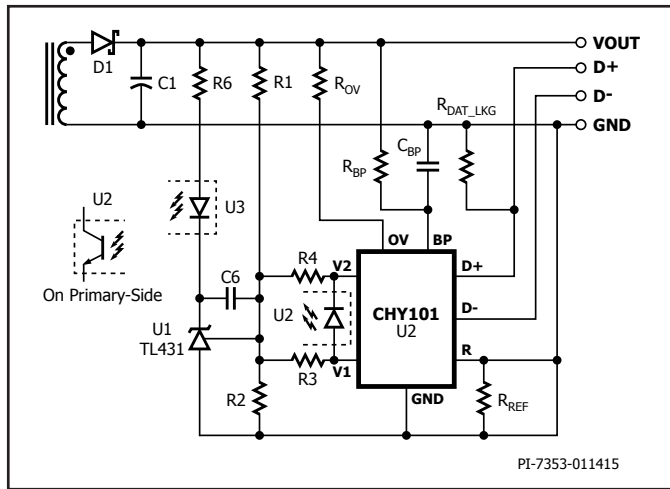 VOUT
D+
D-
GND
D1
C1
R6
R1
ROV
RDAT_LKG
CBP
RBP
U2
On Primary-Side
U3
OV
BP
R4
V2
D+
C6
U2
CHY101
U2
D-
U1
TL431
R3
V1
R
R2
GND
RREF
PI-7353-011415